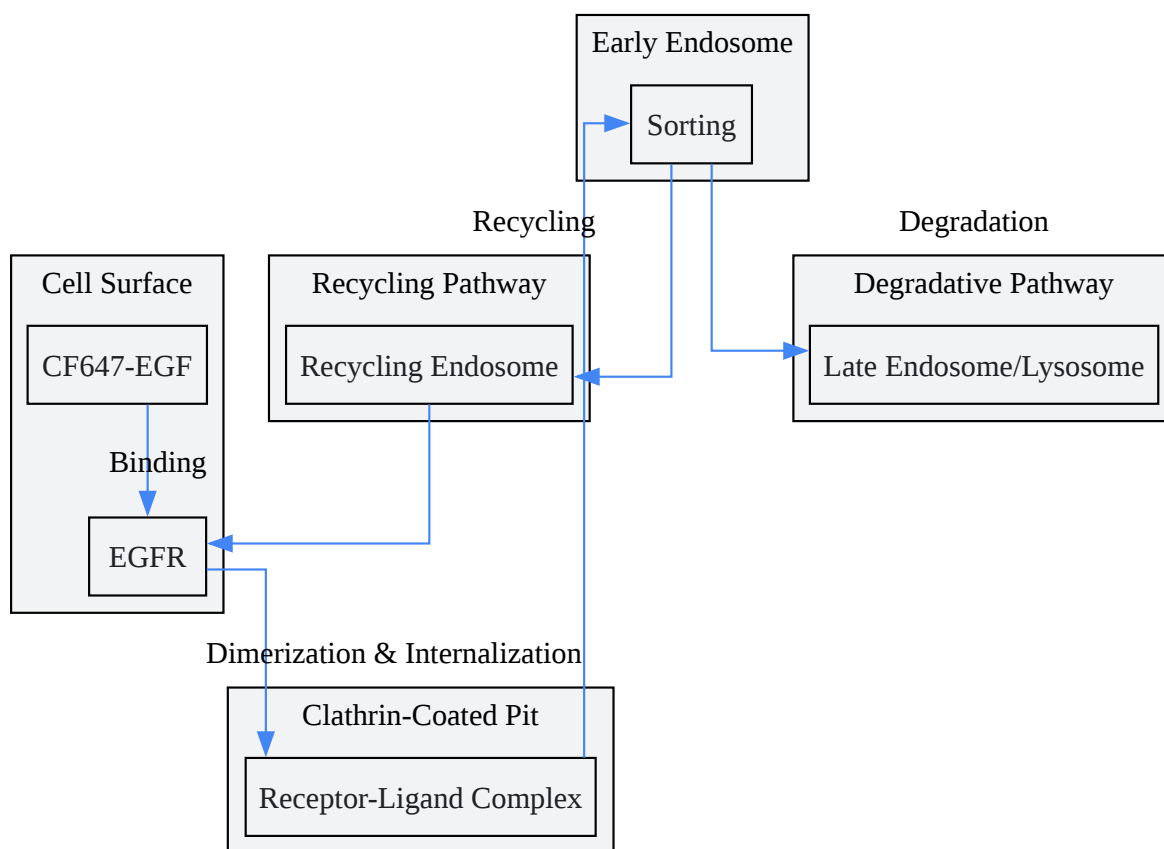 Early Endosome
Sorting
Recycling
Degradation
Cell Surface
Recycling Pathway
Degradative Pathway
CF647-EGF
Recycling Endosome
Late Endosome/Lysosome
Binding
EGFR
Dimerization & Internalization
Clathrin-Coated Pit
Receptor-Ligand Complex